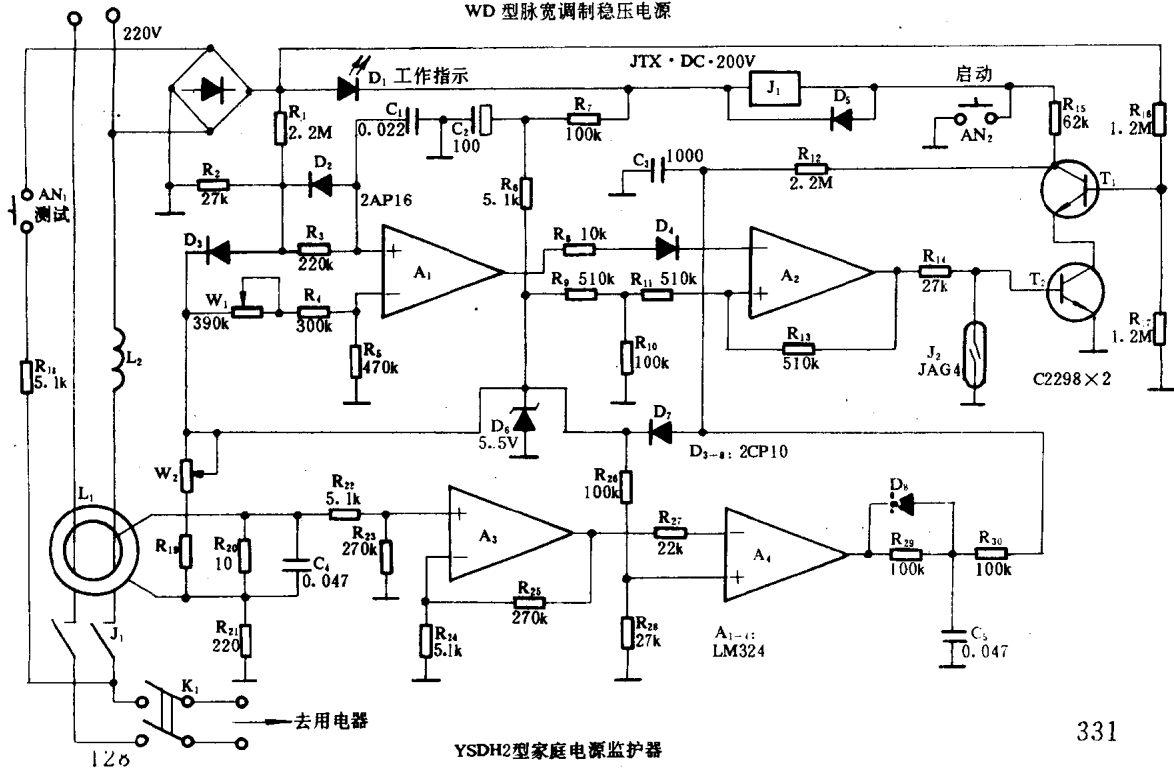 WD 型脉宽调制稳压电源
220V
JTX·DC·200V
D₁ 工作指示
J₁
启动
AN₂
D₅
R₁
2.2M
C₁
0.022
C₂
100
R₇
100k
R₁₅
62k
R₁₆
1.2M
C₃
1000
R₁₂
2.2M
T₁
R₂
27k
D₂
2AP16
R₆
5.1k
AN₁
测试
D₃
R₃
220k
A₁
R₈ 10k
D₄
A₂
R₁₄
27k
T₂
W₁
390k
R₄
300k
R₉ 510k
R₁₁ 510k
R₅
470k
R₁₀
100k
R₁₃
510k
J₂
JAG4
C2298×2
R₁₇
1.2M
L₂
R₁₈
5.1k
D₆
5.5V
D₇
D₃₋₈: 2CP10
W₂
L₁
R₂₂
5.1k
R₂₆
100k
D₈
R₁₉
R₂₀
10
C₄
0.047
R₂₃
270k
A₃
R₂₇
22k
A₄
R₂₉
100k
R₃₀
100k
R₂₅
270k
J₁
R₂₁
220
R₂₄
5.1k
R₂₈
27k
A₁₋₄:
LM324
C₅
0.047
K₁
去用电器
128
YSDH2型家庭电源监护器
331